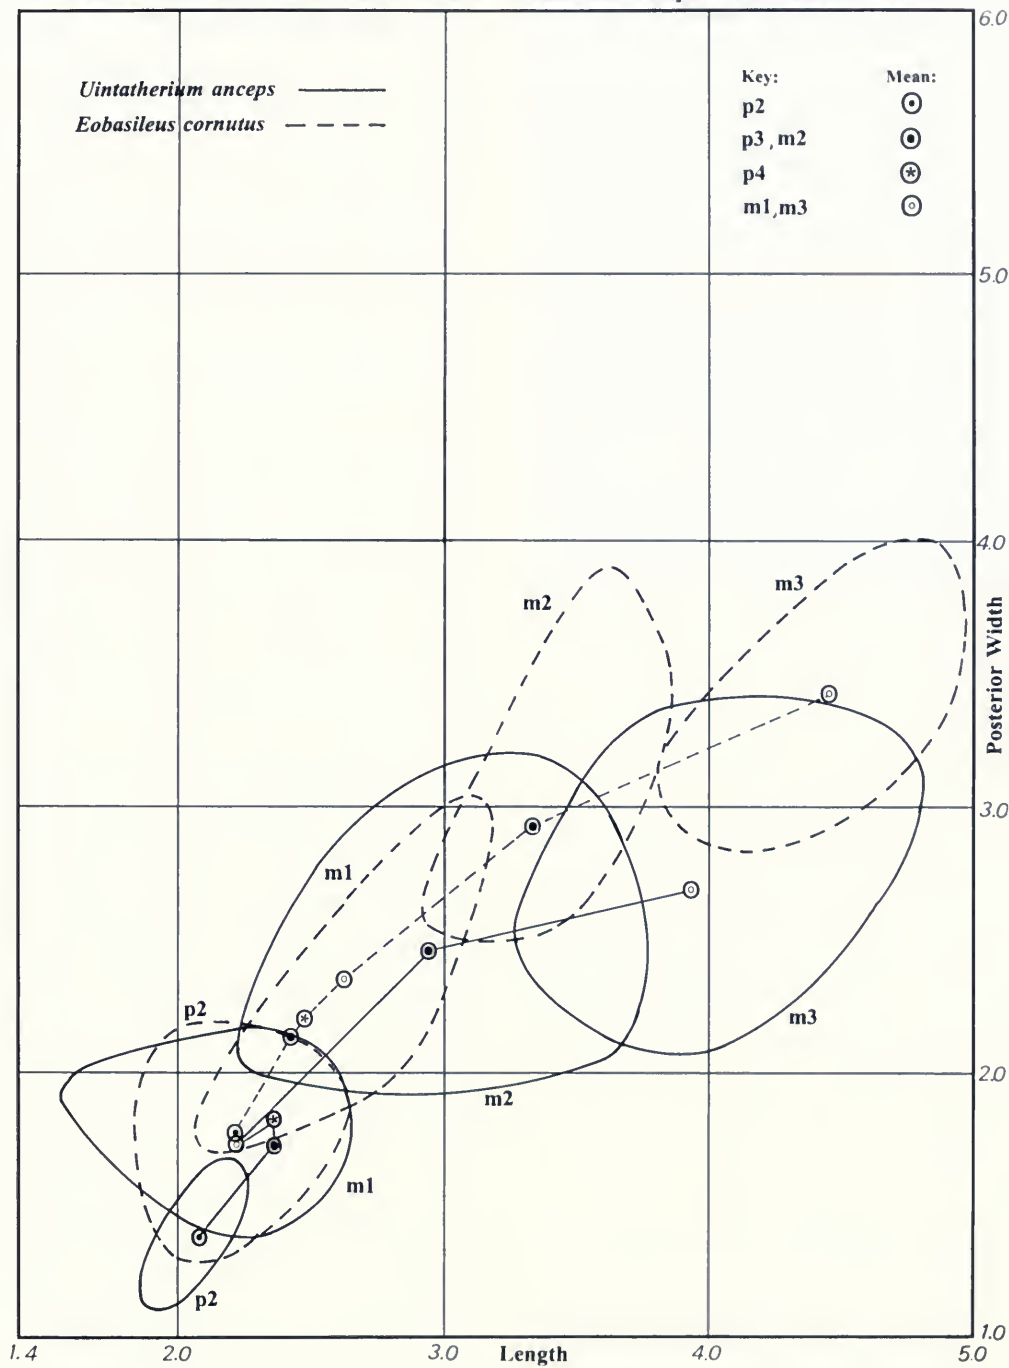 6.0
Uintatherium anceps
Eobasileus cornutus
Key: Mean:
p2
p3, m2
p4
m1, m3
5.0
4.0
m3
m2
Posterior Width
3.0
m1
p2
m3
2.0
m2
m1
p2
1.0
1.4 2.0 3.0 Length 4.0 5.0